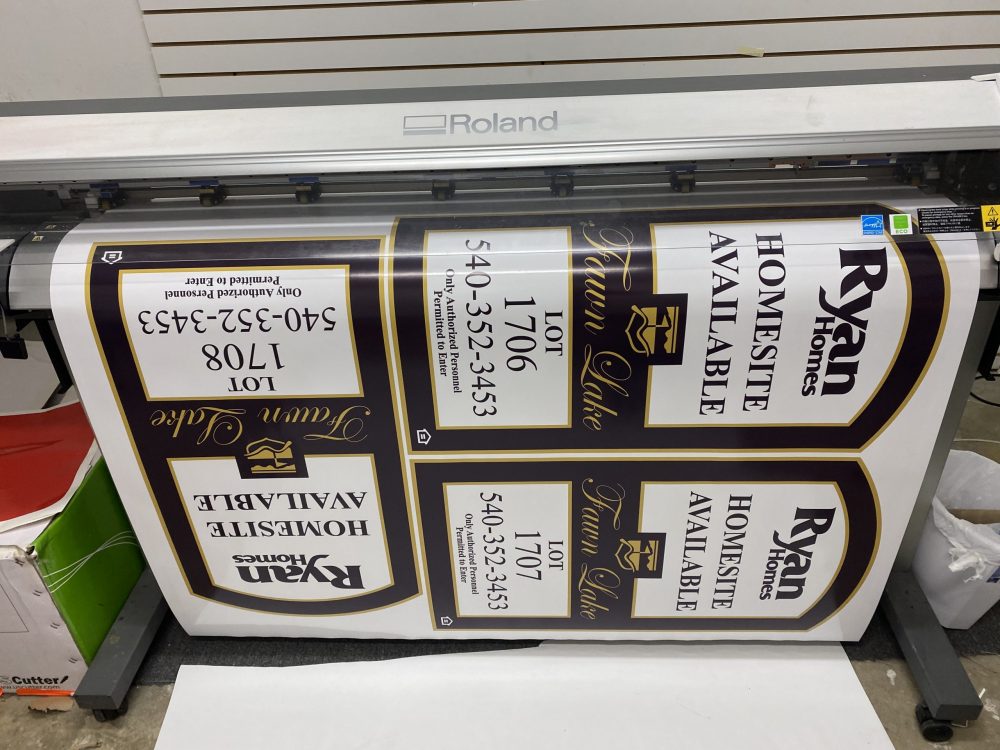 Roland
ECO
Ryan
Homes
HOMESITE
AVAILABLE
Fawn Lake
LOT
1708
540-352-3453
Only Authorized Personnel
Permitted to Enter
Ryan
Homes
HOMESITE
AVAILABLE
Fawn Lake
LOT
1706
540-352-3453
Only Authorized Personnel
Permitted to Enter
Ryan
Homes
HOMESITE
AVAILABLE
Fawn Lake
LOT
1707
540-352-3453
Only Authorized Personnel
Permitted to Enter
Cutter